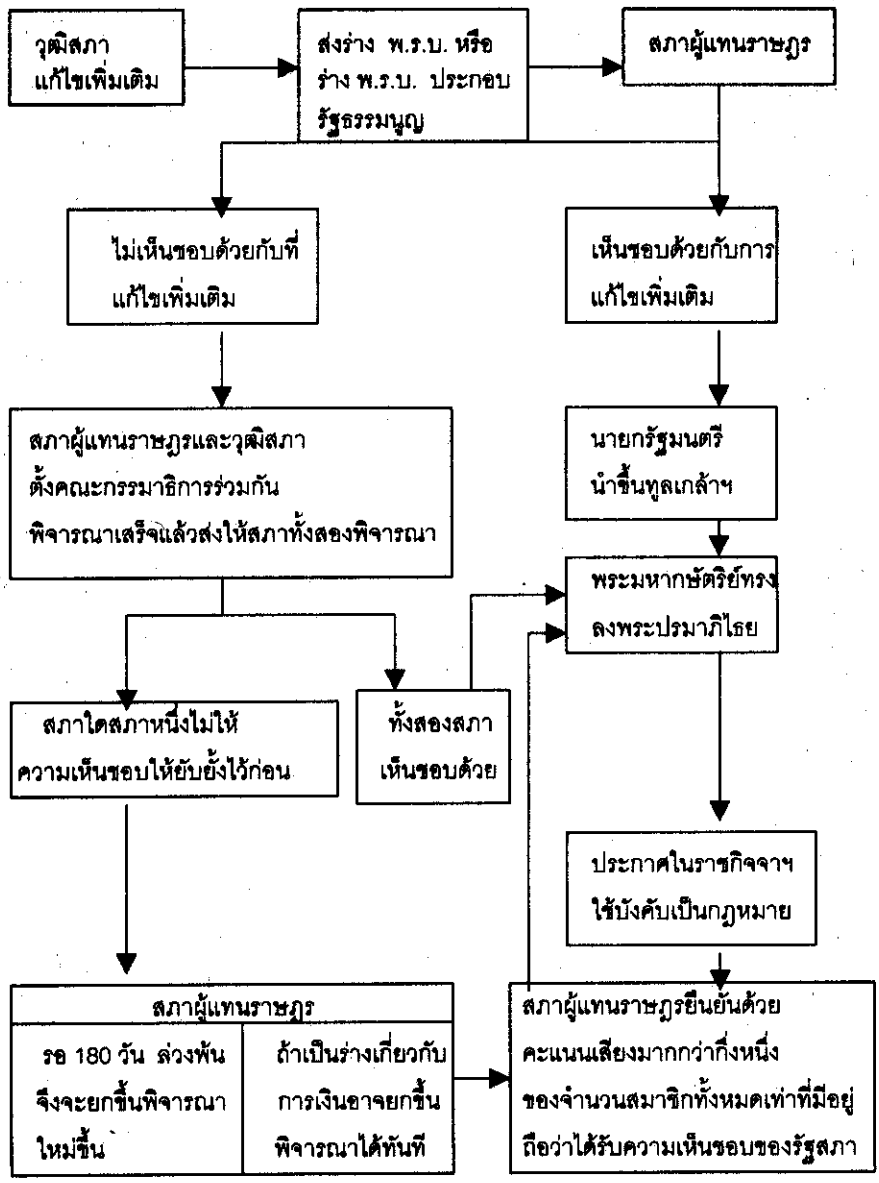 วุฒิสภา
แก้ไขเพิ่มเติม
ส่งร่าง พ.ร.บ. หรือ
ร่าง พ.ร.บ. ประกอบ
รัฐธรรมนูญ
สภาผู้แทนราษฎร
ไม่เห็นชอบด้วยกับที่
แก้ไขเพิ่มเติม
เห็นชอบด้วยกับการ
แก้ไขเพิ่มเติม
สภาผู้แทนราษฎรและวุฒิสภา
ตั้งคณะกรรมาธิการร่วมกัน
พิจารณาเสร็จแล้วส่งให้สภาทั้งสองพิจารณา
นายกรัฐมนตรี
นำขึ้นทูลเกล้าฯ
พระมหากษัตริย์ทรง
ลงพระปรมาภิไธย
สภาใดสภาหนึ่งไม่ให้
ความเห็นชอบให้ยับยั้งไว้ก่อน
ทั้งสองสภา
เห็นชอบด้วย
ประกาศในราชกิจจาฯ
ใช้บังคับเป็นกฎหมาย
สภาผู้แทนราษฎร
รอ 180 วัน ล่วงพ้น
จึงจะยกขึ้นพิจารณา
ใหม่ขึ้น
ถ้าเป็นร่างเกี่ยวกับ
การเงินอาจยกขึ้น
พิจารณาได้ทันที
สภาผู้แทนราษฎรยืนยันด้วย
คะแนนเสียงมากกว่ากึ่งหนึ่ง
ของจำนวนสมาชิกทั้งหมดเท่าที่มีอยู่
ถือว่าได้รับความเห็นชอบของรัฐสภา